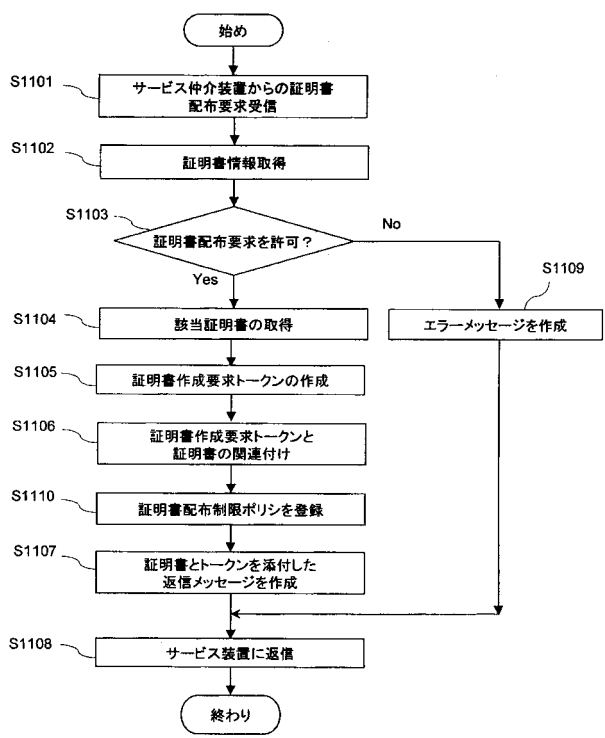 始め
S1101
サービス仲介装置からの証明書
配布要求受信
S1102
証明書情報取得
S1103
証明書配布要求を許可？
No
Yes
S1109
エラーメッセージを作成
S1104
該当証明書の取得
S1105
証明書作成要求トークンの作成
S1106
証明書作成要求トークンと
証明書の関連付け
S1110
証明書配布制限ポリシを登録
S1107
証明書とトークンを添付した
返信メッセージを作成
S1108
サービス装置に返信
終わり